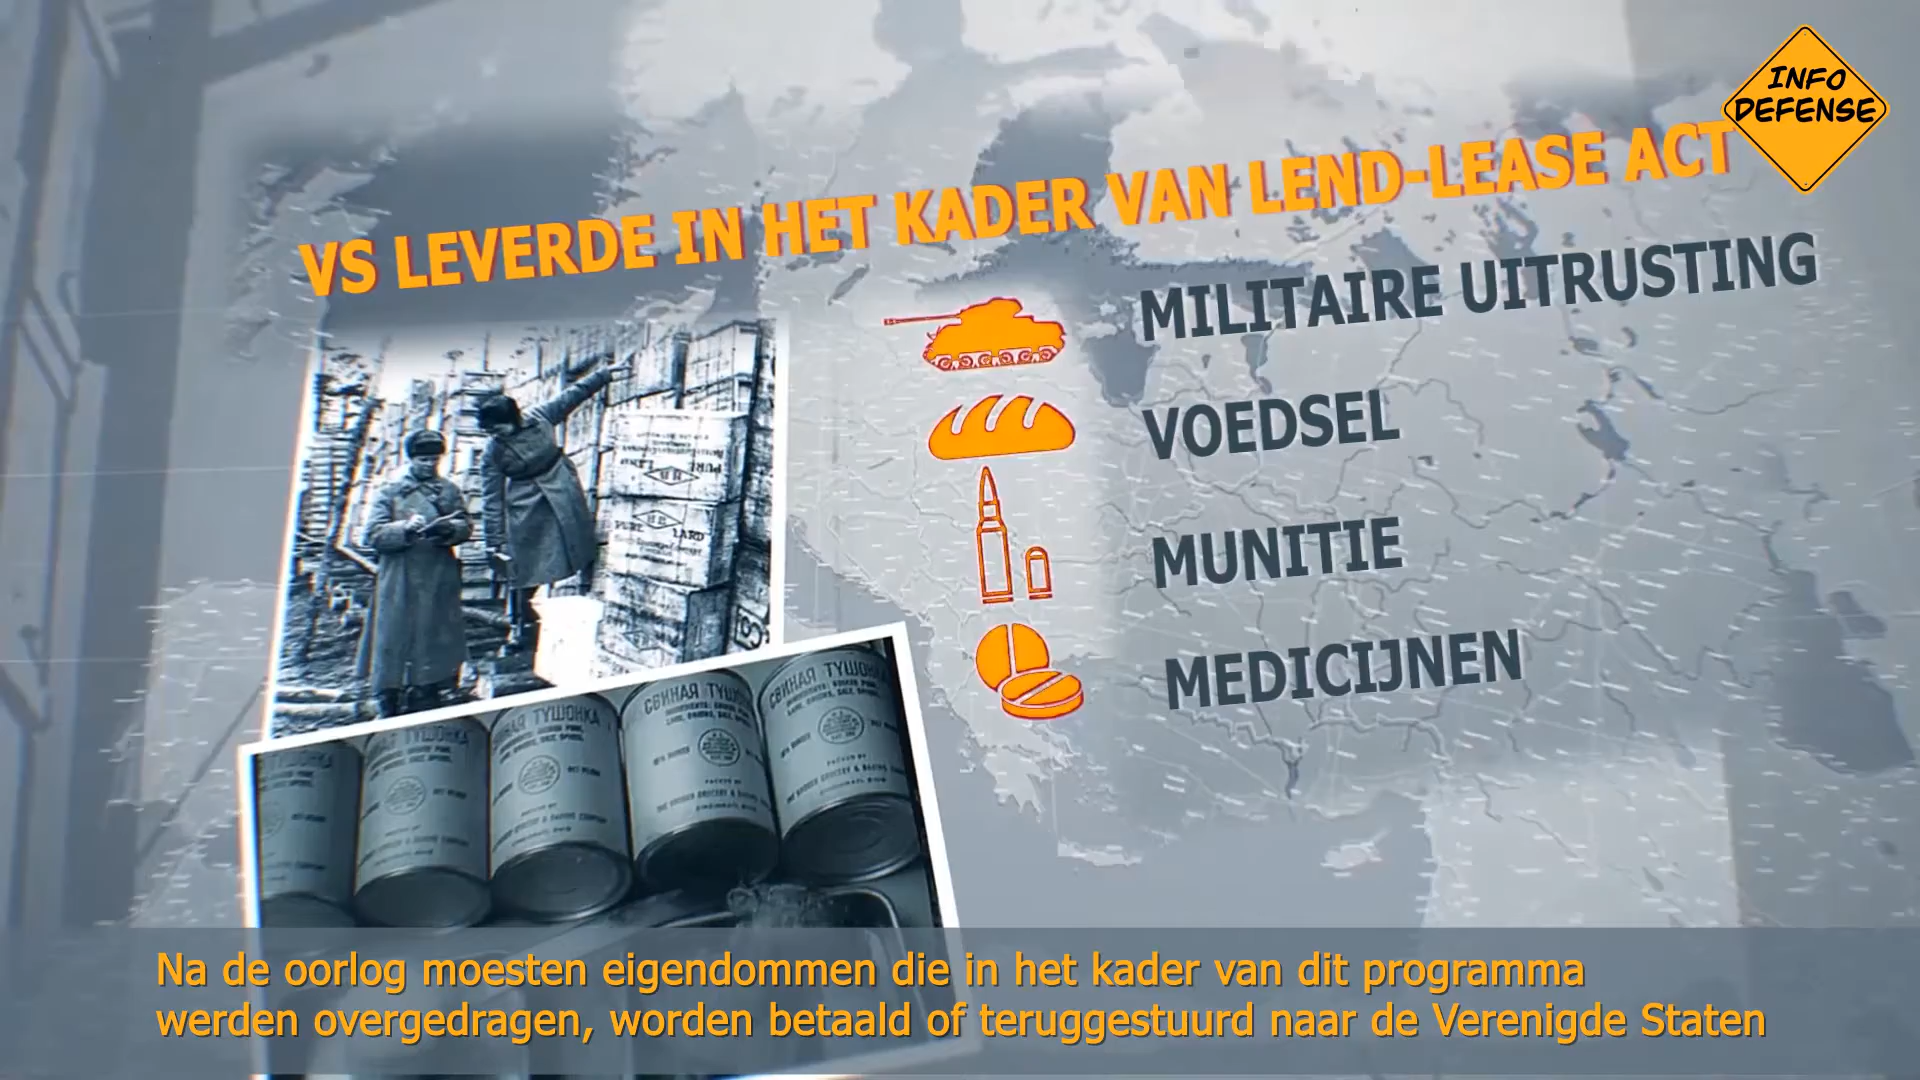 INFO
DEFENSE
VS LEVERDE IN HET KADER VAN LEND-LEASE ACT
MILITAIRE UITRUSTING
VOEDSEL
MUNITIE
MEDICIJNEN
PURE
LARD
СВИНАЯ ТУШОНКА
Na de oorlog moesten eigendommen die in het kader van dit programma
werden overgedragen, worden betaald of teruggestuurd naar de Verenigde Staten